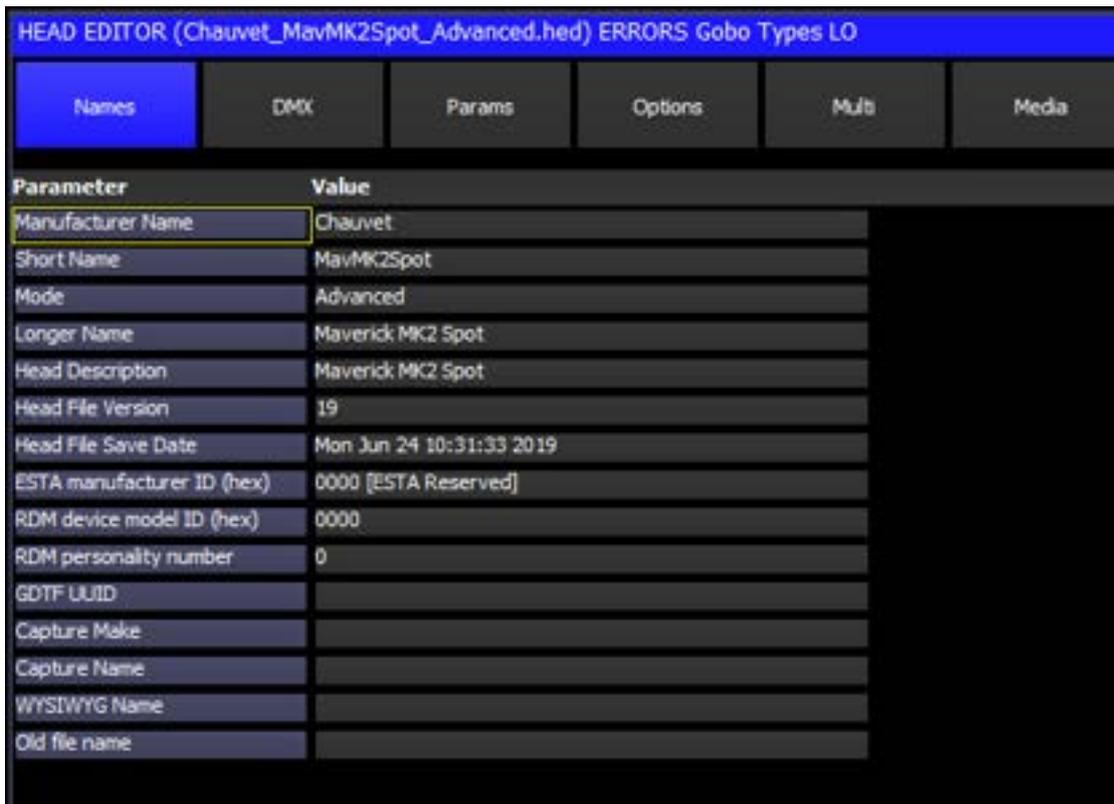 HEAD EDITOR (Chauvet_MavMK2Spot_Advanced.hed) ERRORS Gobo Types LO
Names DMX Params Options Multi Media
Parameter Value
Manufacturer Name Chauvet
Short Name MavMK2Spot
Mode Advanced
Longer Name Maverick MK2 Spot
Head Description Maverick MK2 Spot
Head File Version 19
Head File Save Date Mon Jun 24 10:31:33 2019
ESTA manufacturer ID (hex) 0000 [ESTA Reserved]
RDM device model ID (hex) 0000
RDM personality number 0
GDTF UUID
Capture Make
Capture Name
WYSIWYG Name
Old file name